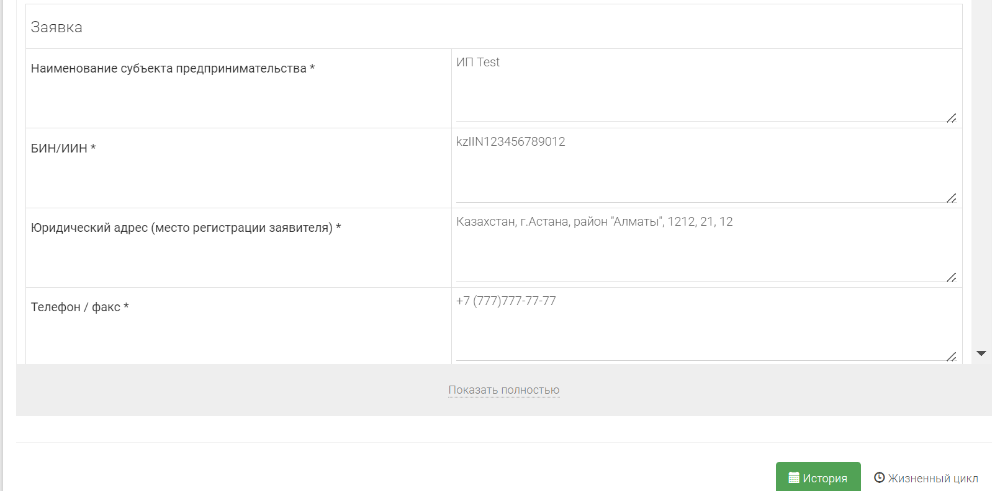 Заявка
Наименование субъекта предпринимательства *
ИП Test
БИН/ИИН *
kzIIN123456789012
Юридический адрес (место регистрации заявителя) *
Казахстан, г.Астана, район "Алматы", 1212, 21, 12
Телефон / факс *
+7 (777)777-77-77
Показать полностью
История
Жизненный цикл